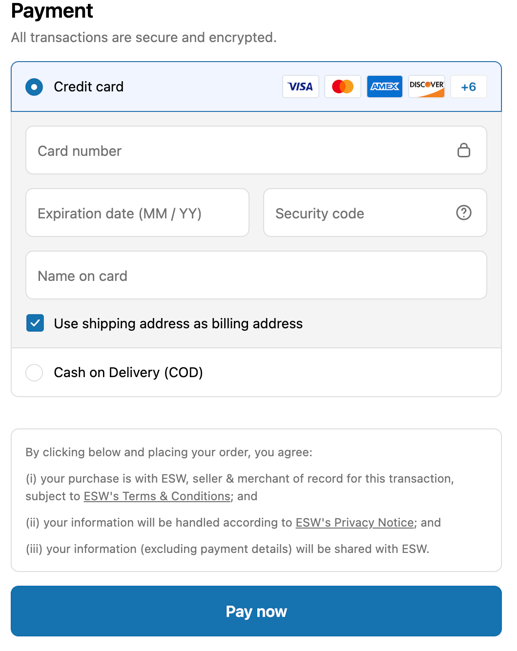 Payment
All transactions are secure and encrypted.
Credit card
VISA
AMEX
DISCOVER
+6
Card number
Expiration date (MM / YY)
Security code
Name on card
Use shipping address as billing address
Cash on Delivery (COD)
By clicking below and placing your order, you agree:
(i) your purchase is with ESW, seller & merchant of record for this transaction,
subject to ESW's Terms & Conditions; and
(ii) your information will be handled according to ESW's Privacy Notice; and
(iii) your information (excluding payment details) will be shared with ESW.
Pay now